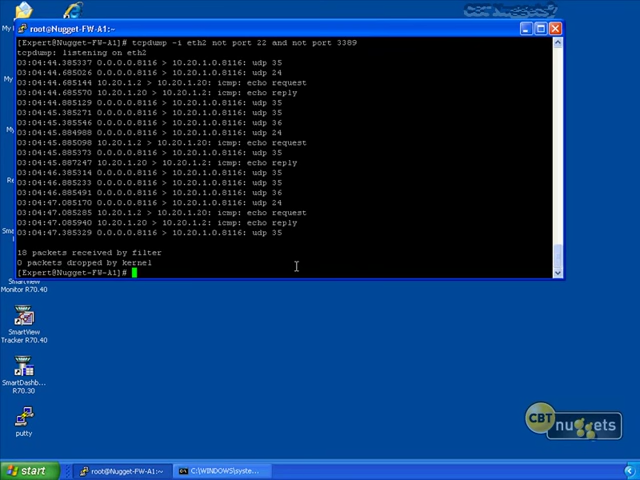 CBT nuggets
root@Nugget-FW-A1:~
[Expert@Nugget-FW-A1]# tcpdump -i eth2 not port 22 and not port 3389
tcpdump: listening on eth2
03:04:44.385337 0.0.0.0.8116 > 10.20.1.0.8116: udp 35
03:04:44.685026 0.0.0.0.8116 > 10.20.1.0.8116: udp 24
03:04:44.685144 10.20.1.2 > 10.20.1.20: icmp: echo request
03:04:44.685570 10.20.1.20 > 10.20.1.2: icmp: echo reply
03:04:44.885129 0.0.0.0.8116 > 10.20.1.0.8116: udp 35
03:04:45.385271 0.0.0.0.8116 > 10.20.1.0.8116: udp 35
03:04:45.385546 0.0.0.0.8116 > 10.20.1.0.8116: udp 36
03:04:45.884988 0.0.0.0.8116 > 10.20.1.0.8116: udp 24
03:04:45.885098 10.20.1.2 > 10.20.1.20: icmp: echo request
03:04:45.885373 0.0.0.0.8116 > 10.20.1.0.8116: udp 35
03:04:45.887247 10.20.1.20 > 10.20.1.2: icmp: echo reply
03:04:46.385314 0.0.0.0.8116 > 10.20.1.0.8116: udp 35
03:04:46.885233 0.0.0.0.8116 > 10.20.1.0.8116: udp 35
03:04:46.885491 0.0.0.0.8116 > 10.20.1.0.8116: udp 36
03:04:47.085170 0.0.0.0.8116 > 10.20.1.0.8116: udp 24
03:04:47.085285 10.20.1.2 > 10.20.1.20: icmp: echo request
03:04:47.085940 10.20.1.20 > 10.20.1.2: icmp: echo reply
03:04:47.385329 0.0.0.0.8116 > 10.20.1.0.8116: udp 35
18 packets received by filter
0 packets dropped by kernel
[Expert@Nugget-FW-A1]#
SmartView
Monitor R70.40
SmartView
Tracker R70.40
SmartDashb...
R70.30
putty
CBT nuggets
start
root@Nugget-FW-A1:~
C:\WINDOWS\syste...